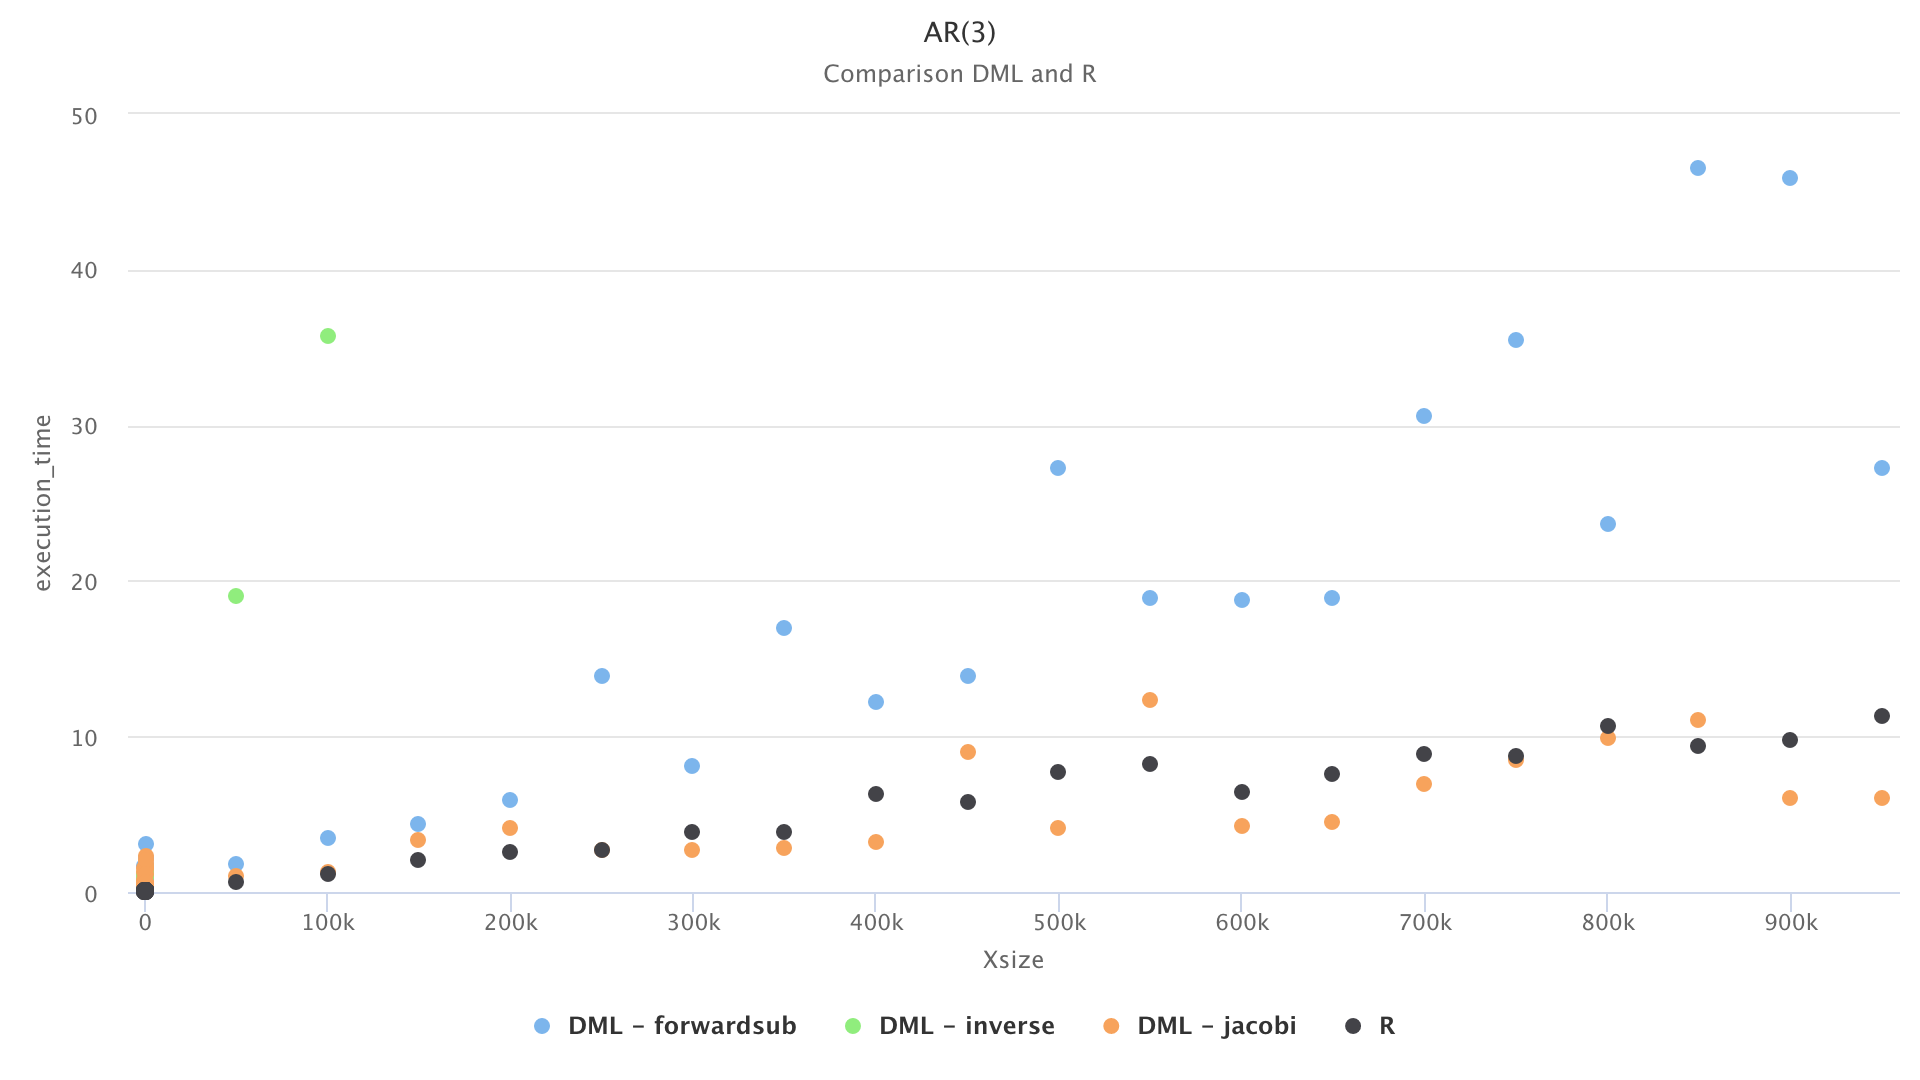 AR(3)
Comparison DML and R
50
40
30
20
10
0
execution_time
0 100k 200k 300k 400k 500k 600k 700k 800k 900k
Xsize
DML – forwardsub DML – inverse DML – jacobi R